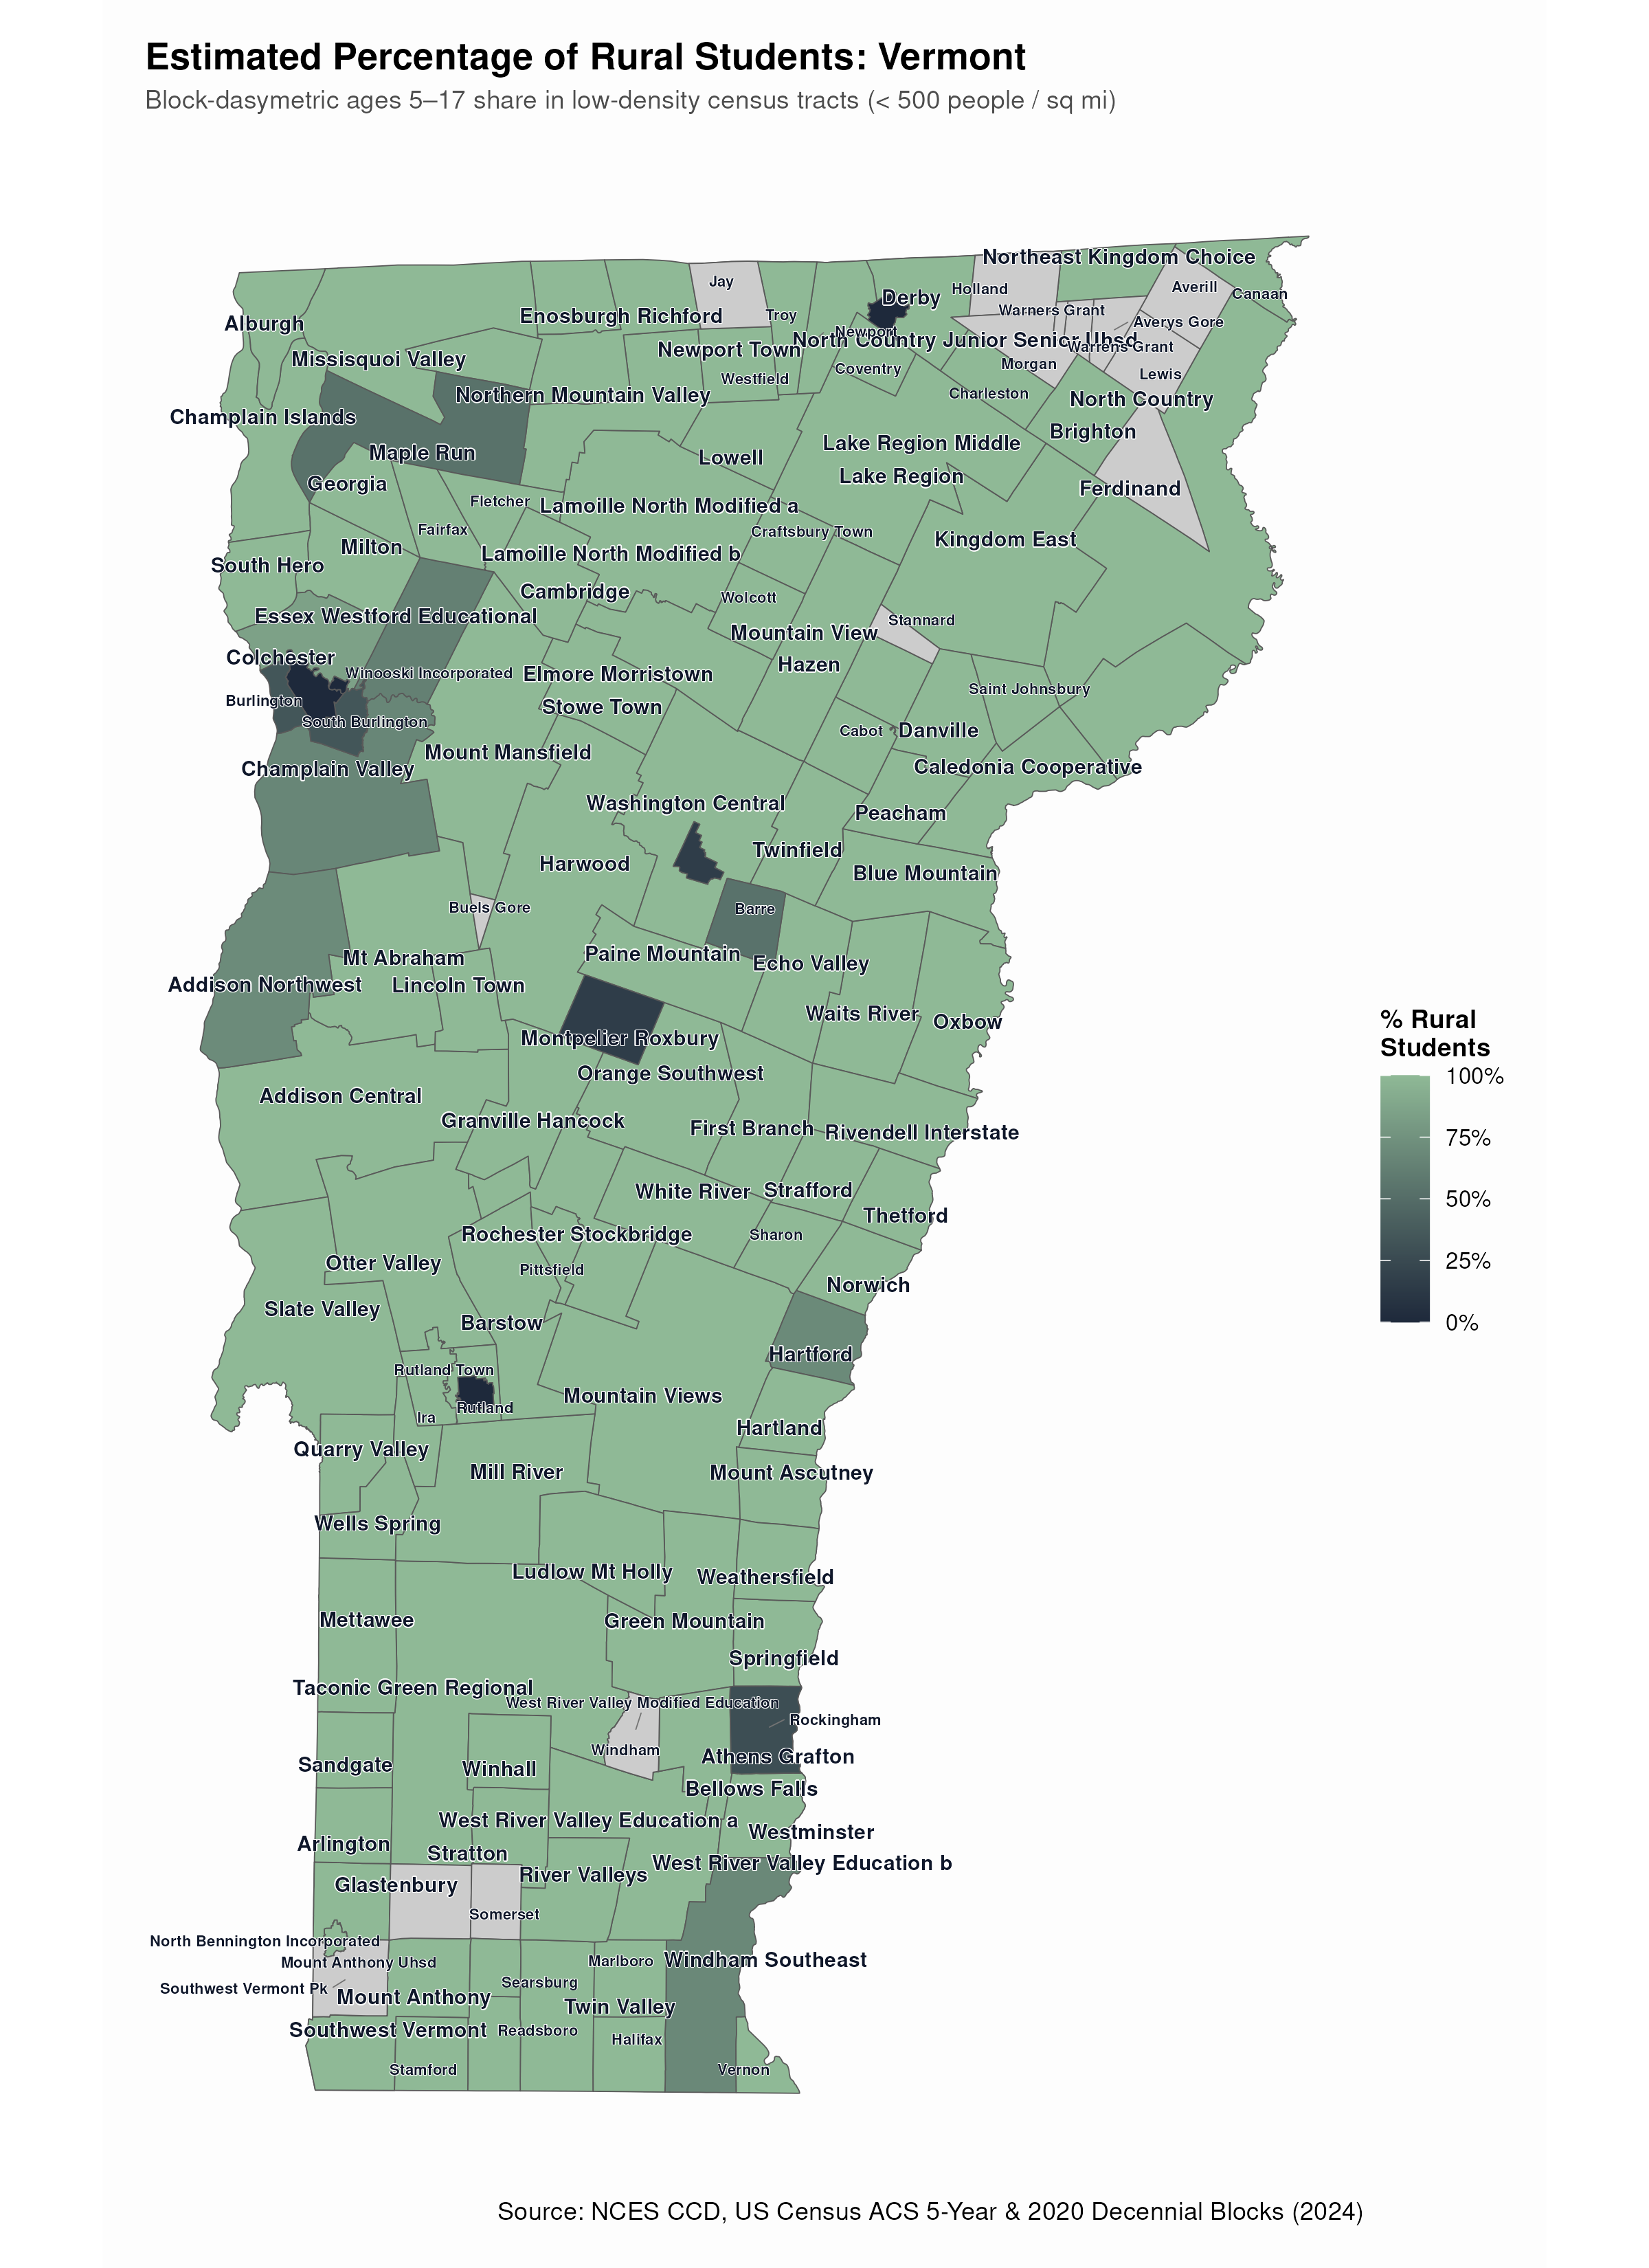 Estimated Percentage of Rural Students: Vermont
Block-dasymetric ages 5–17 share in low-density census tracts (< 500 people / sq mi)
Northeast Kingdom Choice
Jay
Holland
Averill
Canaan
Derby
Alburgh
Enosburgh Richford
Troy
Warners Grant
Averys Gore
Newport
North Country Junior Senior Uhsd
Warrens Grant
Missisquoi Valley
Newport Town
Westfield
Coventry
Morgan
Lewis
Northern Mountain Valley
Charleston
North Country
Champlain Islands
Brighton
Maple Run
Lake Region Middle
Lowell
Lake Region
Georgia
Ferdinand
Fletcher
Lamoille North Modified a
Fairfax
Craftsbury Town
Kingdom East
Milton
Lamoille North Modified b
South Hero
Cambridge
Wolcott
Essex Westford Educational
Stannard
Mountain View
Colchester
Hazen
Winooski Incorporated
Elmore Morristown
Saint Johnsbury
Burlington
Stowe Town
South Burlington
Cabot
Danville
Mount Mansfield
Champlain Valley
Caledonia Cooperative
Washington Central
Peacham
Twinfield
Harwood
Blue Mountain
Buels Gore
Barre
Mt Abraham
Paine Mountain
Echo Valley
Addison Northwest
Lincoln Town
Waits River
Oxbow
Montpelier Roxbury
Orange Southwest
Addison Central
Granville Hancock
First Branch
Rivendell Interstate
White River
Strafford
Thetford
Rochester Stockbridge
Sharon
Otter Valley
Pittsfield
Norwich
Slate Valley
Barstow
Hartford
Rutland Town
Mountain Views
Rutland
Ira
Hartland
Quarry Valley
Mill River
Mount Ascutney
Wells Spring
Ludlow Mt Holly
Weathersfield
Mettawee
Green Mountain
Springfield
Taconic Green Regional
West River Valley Modified Education
Rockingham
Windham
Athens Grafton
Sandgate
Winhall
Bellows Falls
West River Valley Education a
Westminster
Arlington
Stratton
West River Valley Education b
River Valleys
Glastenbury
Somerset
North Bennington Incorporated
Mount Anthony Uhsd
Marlboro
Windham Southeast
Southwest Vermont Pk
Searsburg
Mount Anthony
Twin Valley
Southwest Vermont
Readsboro
Halifax
Stamford
Vernon
% Rural
Students
100%
75%
50%
25%
0%
Source: NCES CCD, US Census ACS 5-Year & 2020 Decennial Blocks (2024)